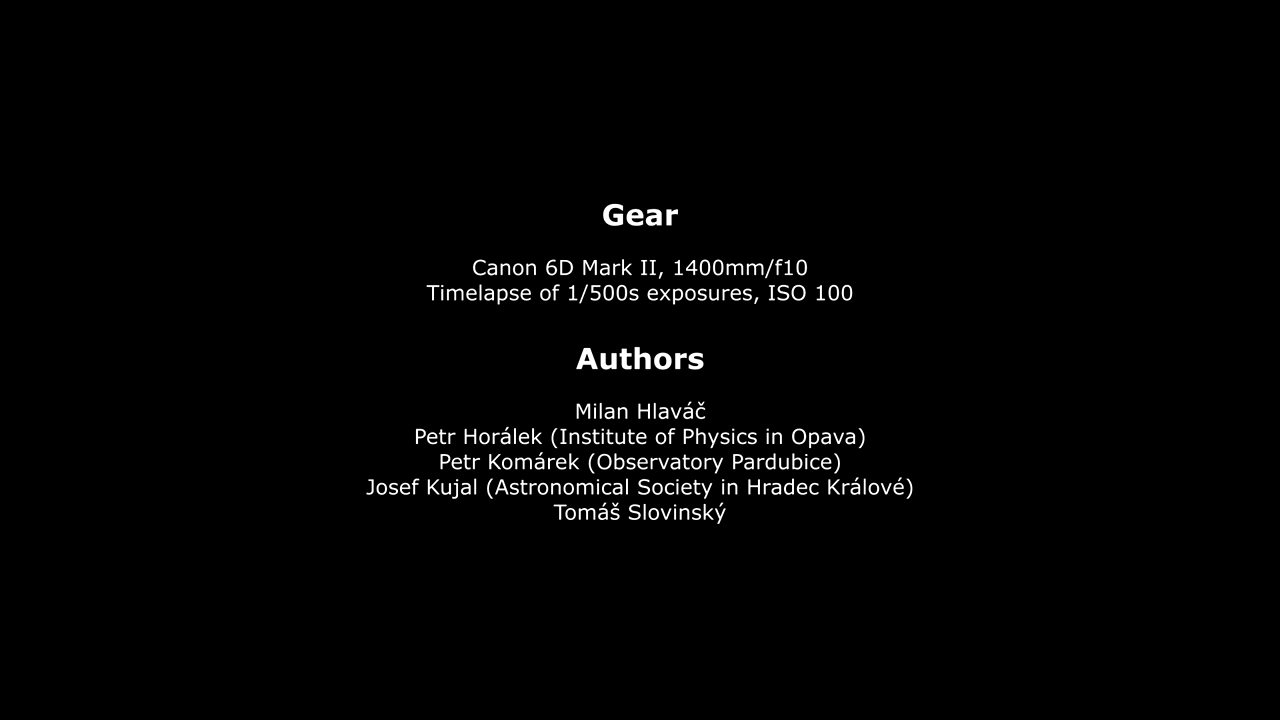 Gear
Canon 6D Mark II, 1400mm/f10
Timelapse of 1/500s exposures, ISO 100
Authors
Milan Hlaváč
Petr Horálek (Institute of Physics in Opava)
Petr Komárek (Observatory Pardubice)
Josef Kujal (Astronomical Society in Hradec Králové)
Tomáš Slovinský